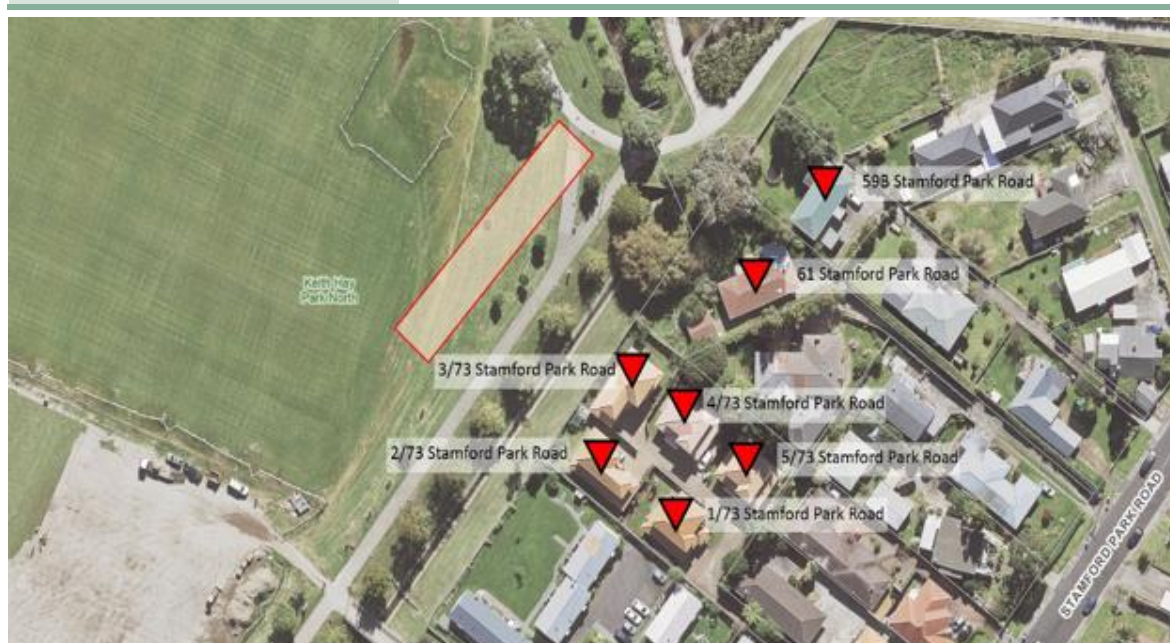 59B Stamford Park Road
61 Stamford Park Road
Keith Hay
Park North
3/73 Stamford Park Road
4/73 Stamford Park Road
2/73 Stamford Park Road
5/73 Stamford Park Road
1/73 Stamford Park Road
STAMFORD PARK ROAD